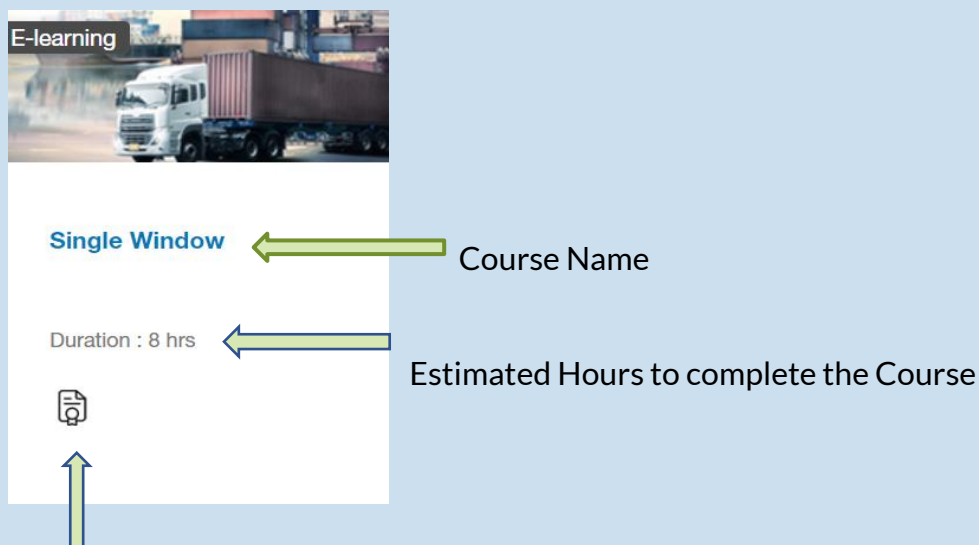 E-learning
Single Window
Course Name
Duration : 8 hrs
Estimated Hours to complete the Course